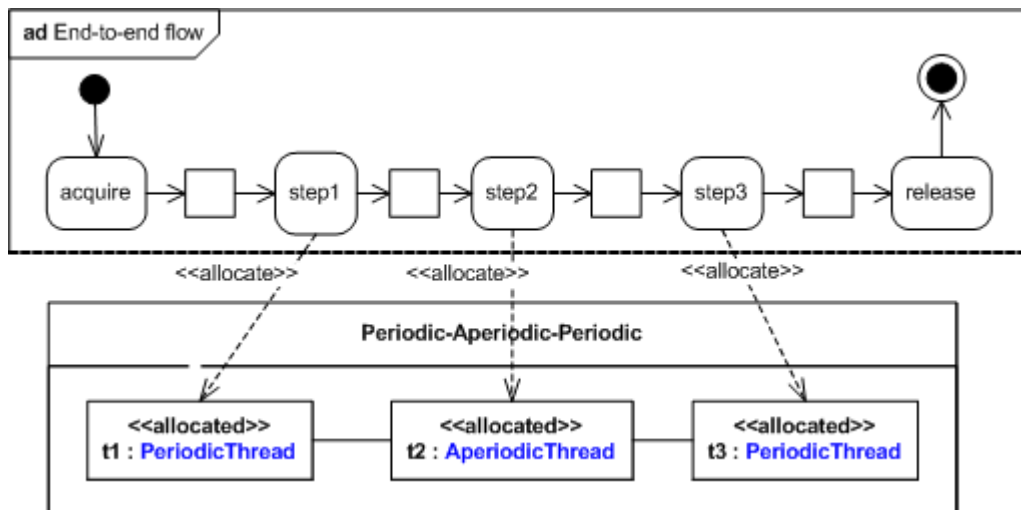 ad End-to-end flow
acquire
step1
step2
step3
release
<<allocate>>
<<allocate>>
<<allocate>>
Periodic-Aperiodic-Periodic
<<allocated>>
t1 : PeriodicThread
<<allocated>>
t2 : AperiodicThread
<<allocated>>
t3 : PeriodicThread